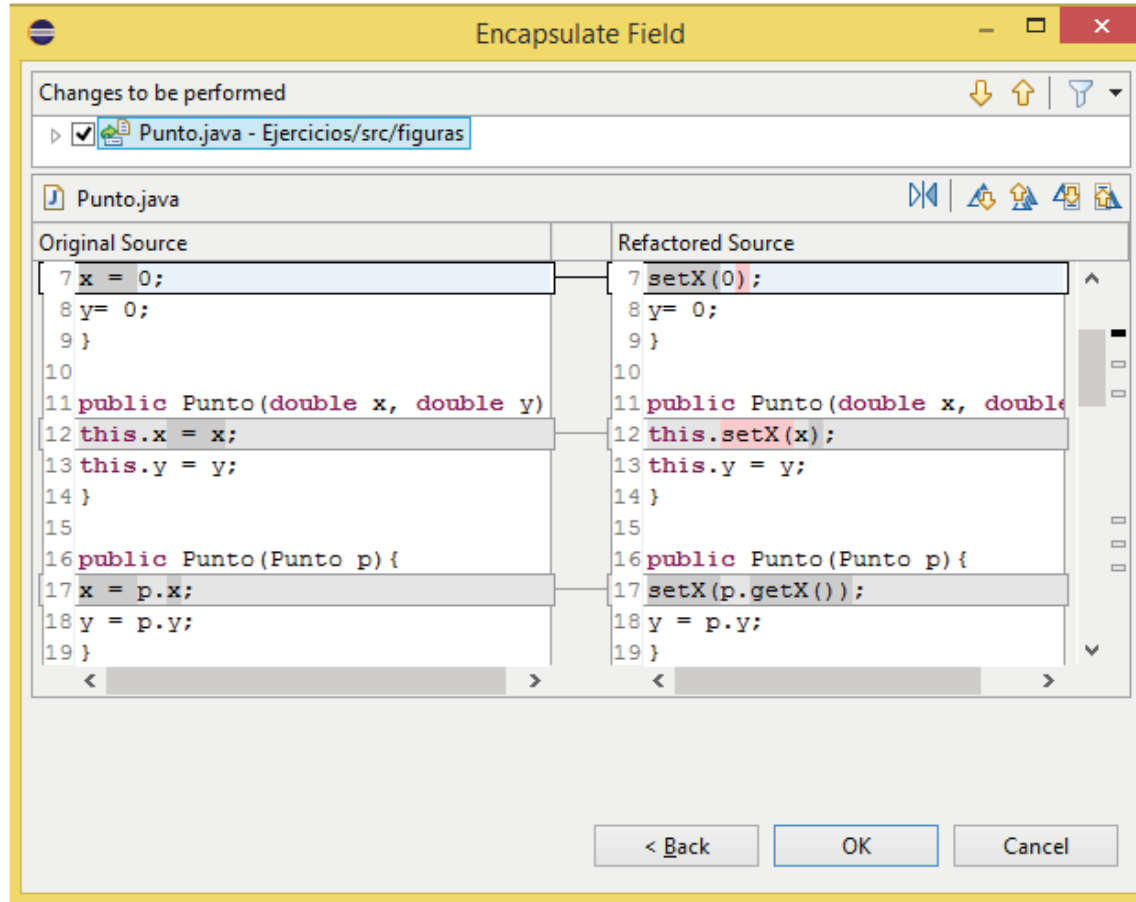 Encapsulate Field
Changes to be performed
Punto.java - Ejercicios/src/figuras
Punto.java
Original Source
7 x = 0;
8 y= 0;
9 }
10
11 public Punto(double x, double y)
12 this.x = x;
13 this.y = y;
14 }
15
16 public Punto(Punto p){
17 x = p.x;
18 y = p.y;
19 }
Refactored Source
7 setX(0);
8 y= 0;
9 }
10
11 public Punto(double x, double
12 this.setX(x);
13 this.y = y;
14 }
15
16 public Punto(Punto p){
17 setX(p.getX());
18 y = p.y;
19 }
< Back
OK
Cancel